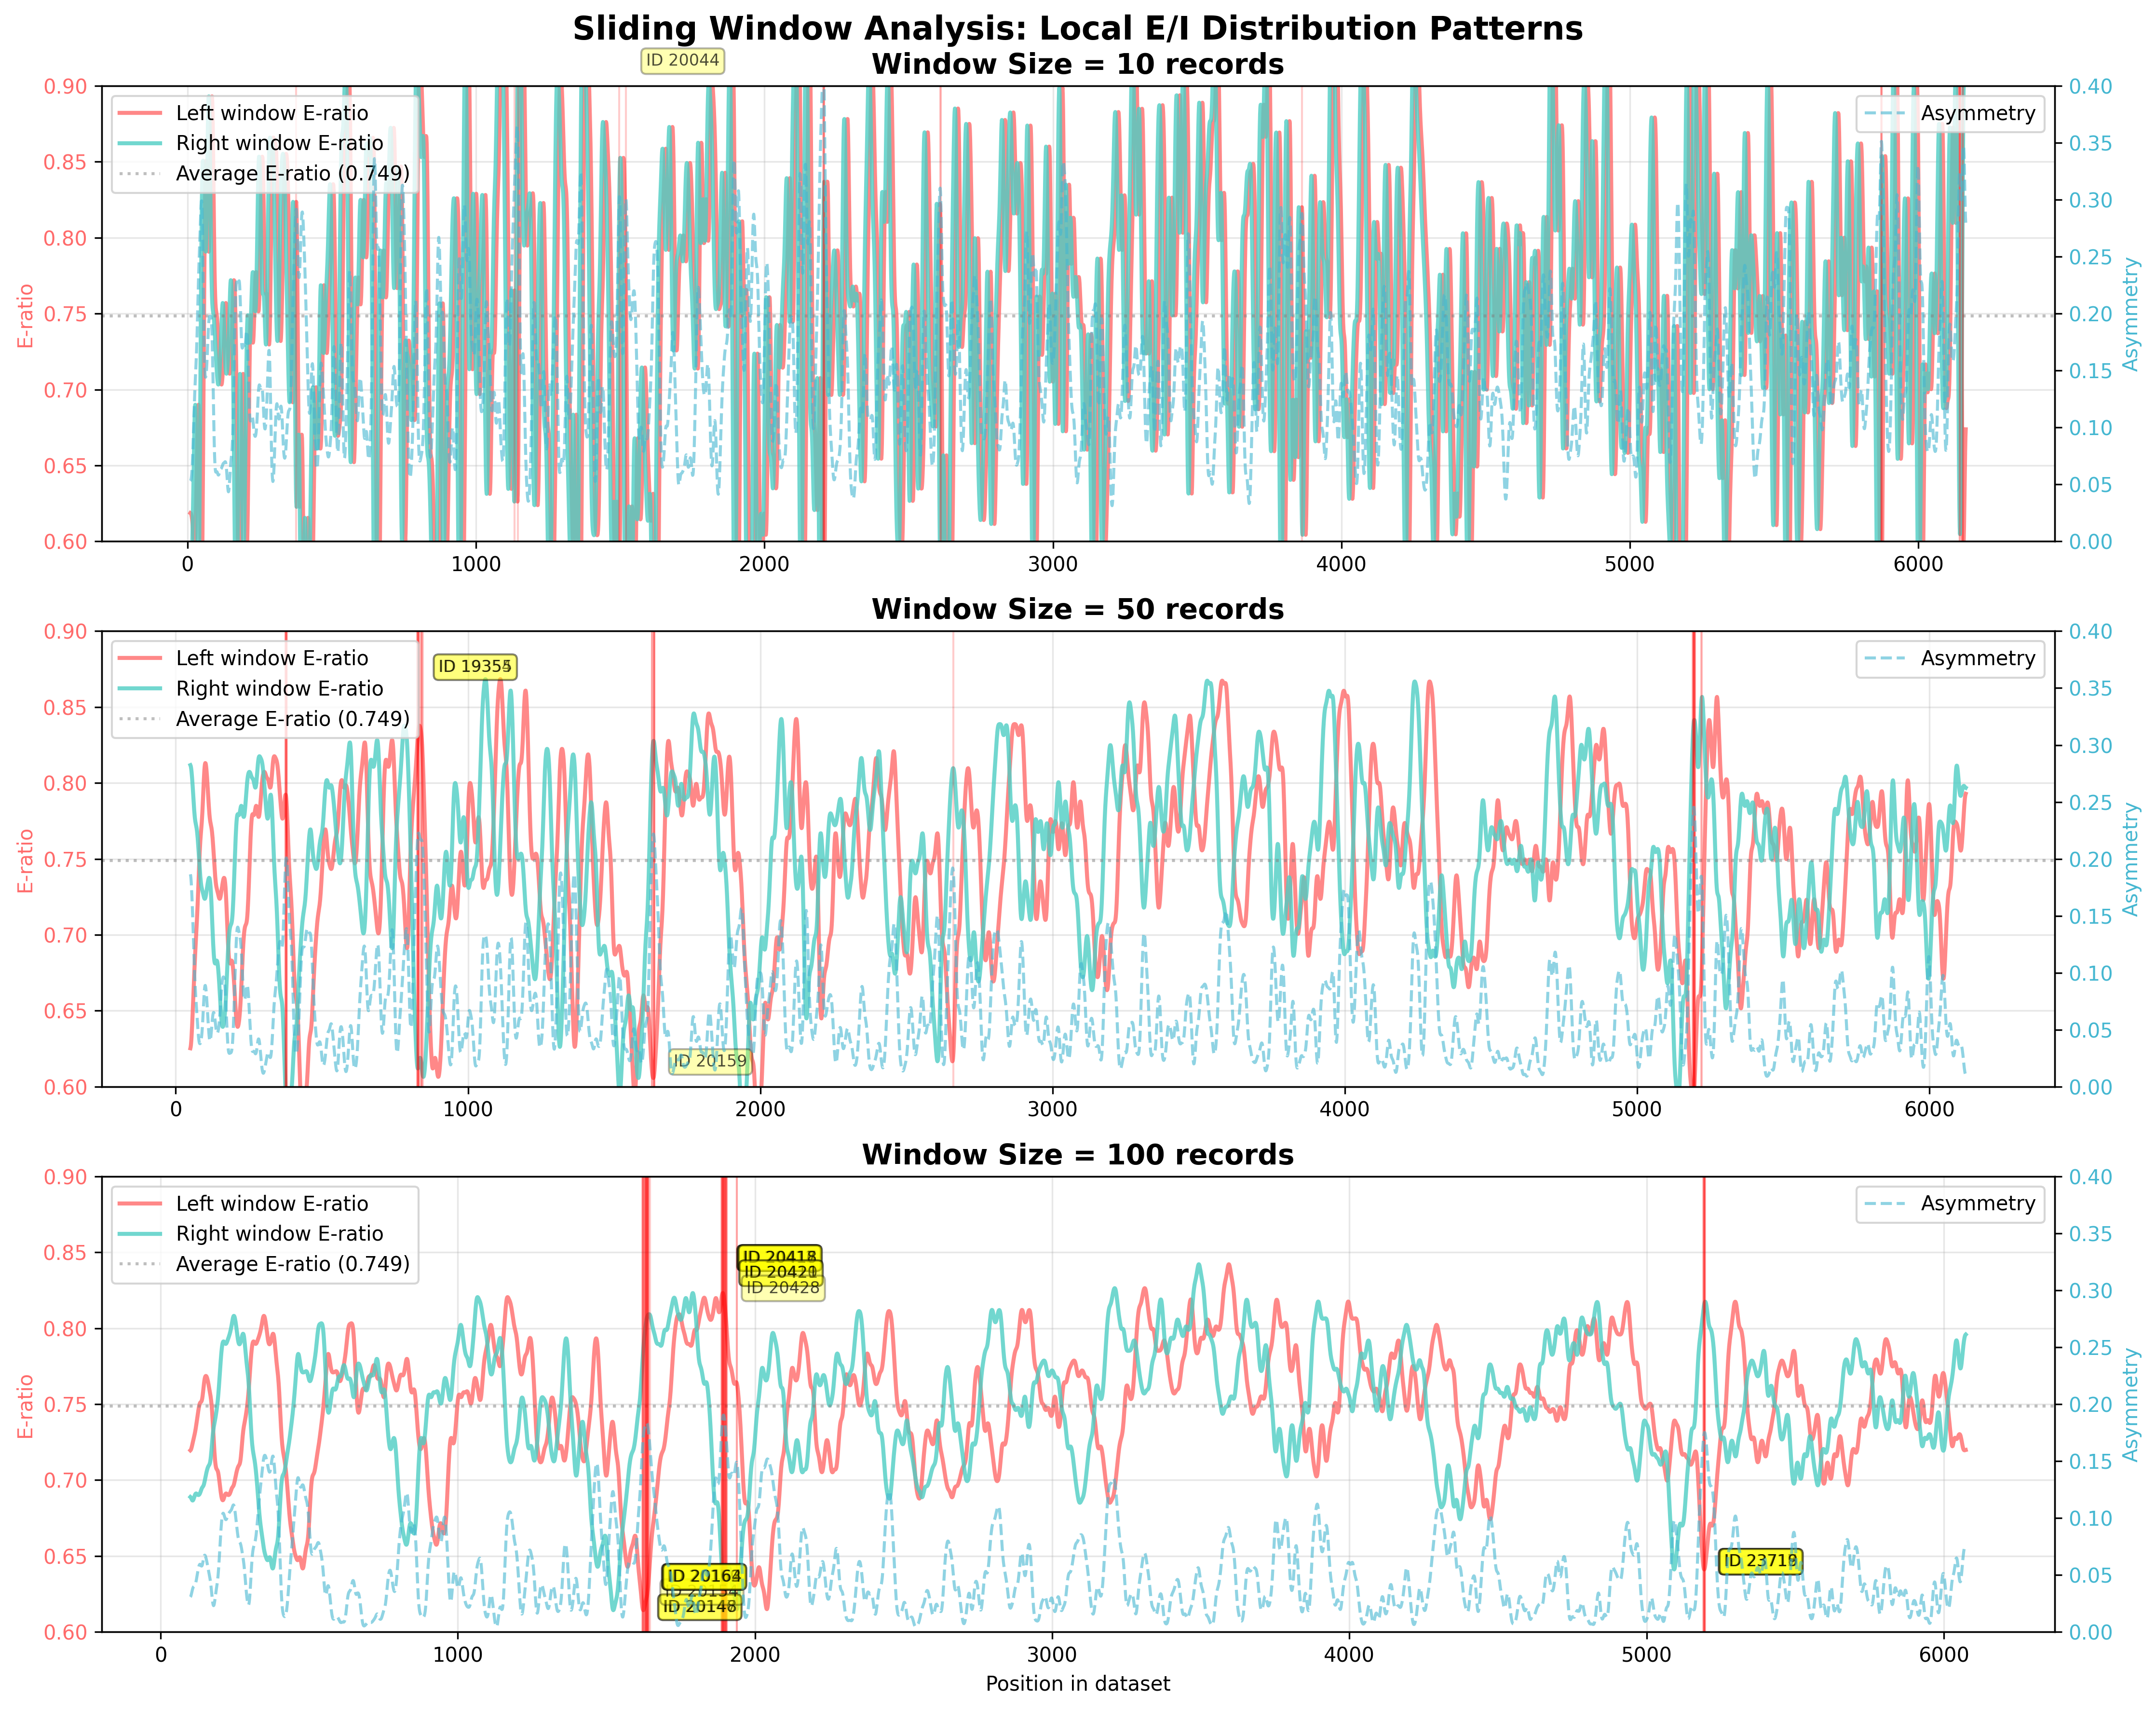 Sliding Window Analysis: Local E/I Distribution Patterns
ID 20044
Window Size = 10 records
Left window E-ratio
Right window E-ratio
Average E-ratio (0.749)
Asymmetry
E-ratio
0.90
0.85
0.80
0.75
0.70
0.65
0.60
0.40
0.35
0.30
0.25
0.20
0.15
0.10
0.05
0.00
Asymmetry
0 1000 2000 3000 4000 5000 6000
Window Size = 50 records
Left window E-ratio
Right window E-ratio
Average E-ratio (0.749)
Asymmetry
ID 20159
E-ratio
0.90
0.85
0.80
0.75
0.70
0.65
0.60
0.40
0.35
0.30
0.25
0.20
0.15
0.10
0.05
0.00
Asymmetry
0 1000 2000 3000 4000 5000 6000
Window Size = 100 records
Left window E-ratio
Right window E-ratio
Average E-ratio (0.749)
Asymmetry
ID 20428
E-ratio
0.90
0.85
0.80
0.75
0.70
0.65
0.60
0.40
0.35
0.30
0.25
0.20
0.15
0.10
0.05
0.00
Asymmetry
0 1000 2000 3000 4000 5000 6000
Position in dataset